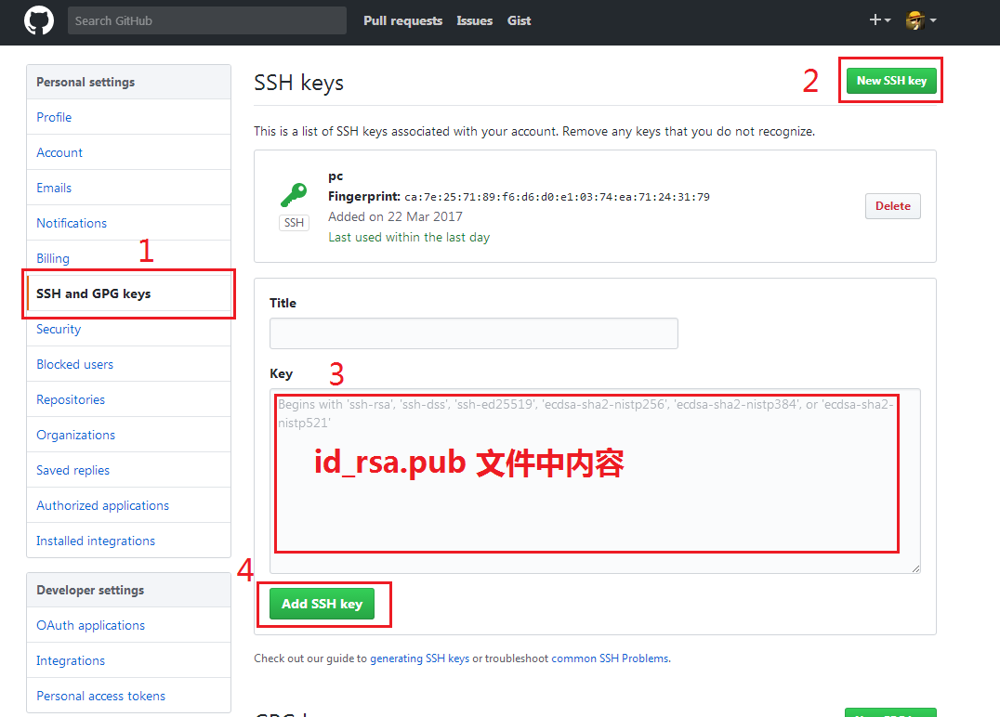 Search GitHub
Pull requests
Issues
Gist
Personal settings
Profile
Account
Emails
Notifications
Billing
1
SSH and GPG keys
Security
Blocked users
Repositories
Organizations
Saved replies
Authorized applications
Installed integrations
Developer settings
OAuth applications
Integrations
Personal access tokens
SSH keys
2
New SSH key
This is a list of SSH keys associated with your account. Remove any keys that you do not recognize.
pc
Fingerprint: ca:7e:25:71:89:f6:d6:d0:e1:03:74:ea:71:24:31:79
SSH
Added on 22 Mar 2017
Last used within the last day
Delete
Title
Key
3
Begins with 'ssh-rsa', 'ssh-dss', 'ssh-ed25519', 'ecdsa-sha2-nistp256', 'ecdsa-sha2-nistp384', or 'ecdsa-sha2-
nistp521'
id_rsa.pub 文件中内容
4
Add SSH key
Check out our guide to generating SSH keys or troubleshoot common SSH Problems.